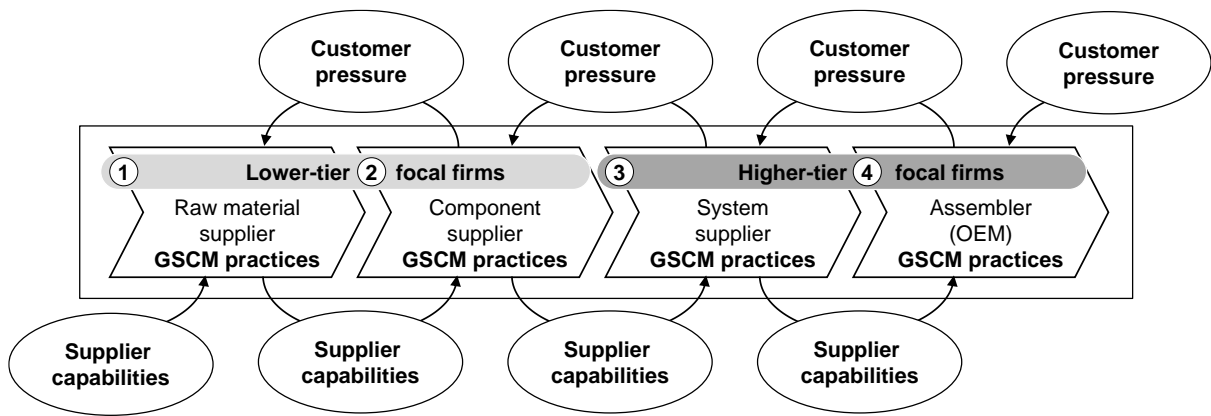 Customer
pressure
Customer
pressure
Customer
pressure
Customer
pressure
1 Lower-tier 2 focal firms
3 Higher-tier 4 focal firms
Raw material
supplier
GSCM practices
Component
supplier
GSCM practices
System
supplier
GSCM practices
Assembler
(OEM)
GSCM practices
Supplier
capabilities
Supplier
capabilities
Supplier
capabilities
Supplier
capabilities